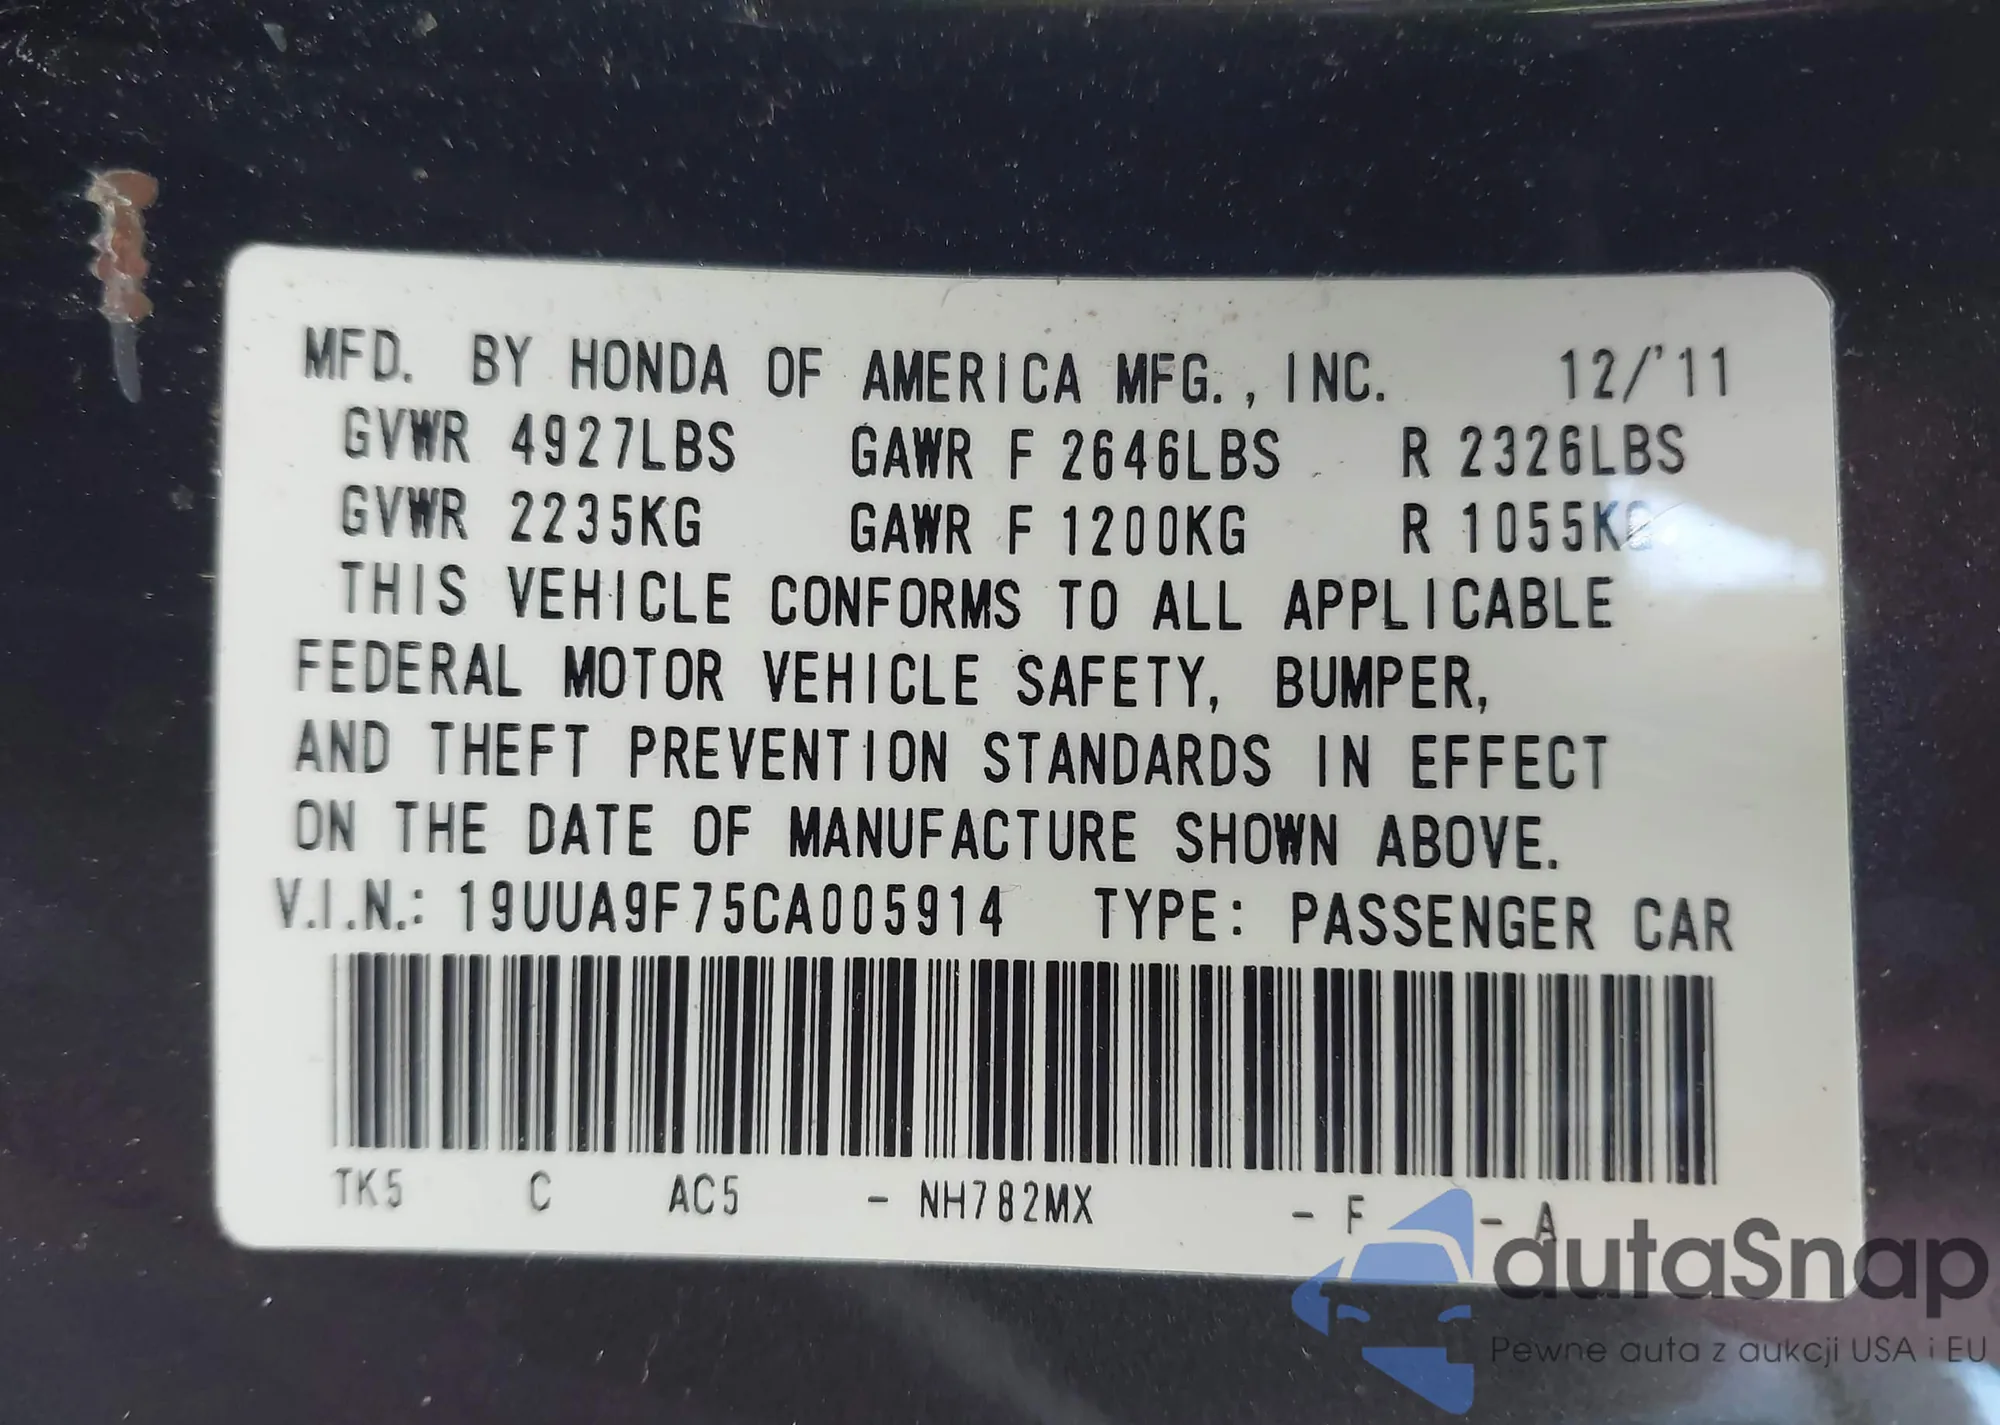 MFD. BY HONDA OF AMERICA MFG., INC. 12/'11
GVWR 4927LBS GAWR F 2646LBS R 2326LBS
GVWR 2235KG GAWR F 1200KG R 1055KG
THIS VEHICLE CONFORMS TO ALL APPLICABLE
FEDERAL MOTOR VEHICLE SAFETY, BUMPER,
AND THEFT PREVENTION STANDARDS IN EFFECT
ON THE DATE OF MANUFACTURE SHOWN ABOVE.
V.I.N.: 19UUA9F75CA005914 TYPE: PASSENGER CAR
TK5 C AC5 - NH782MX - F - A
autaSnap
Pewne auta z aukcji USA i EU